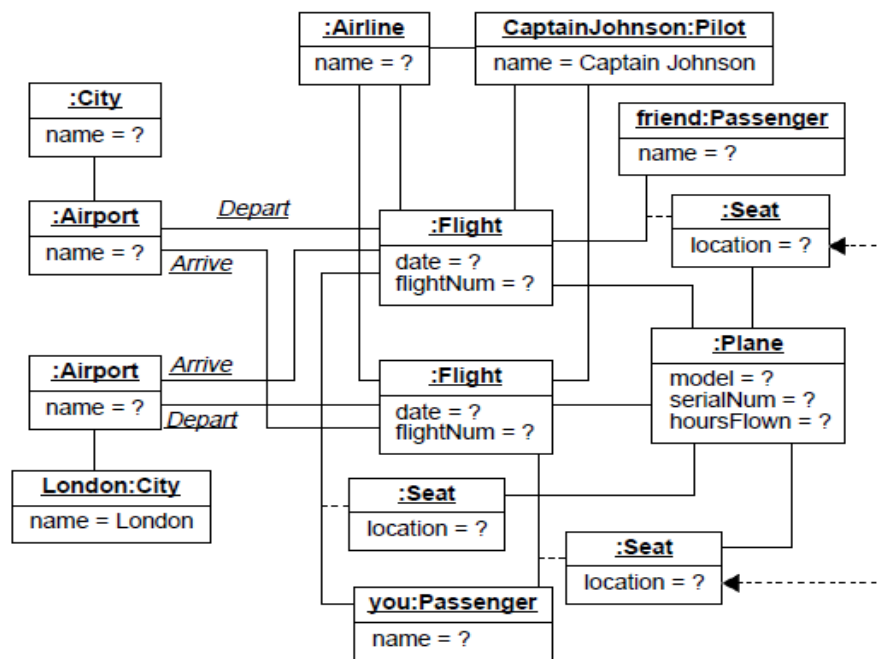 :Airline
name = ?
CaptainJohnson:Pilot
name = Captain Johnson
:City
name = ?
friend:Passenger
name = ?
:Airport
name = ?
Depart
Arrive
:Flight
date = ?
flightNum = ?
:Seat
location = ?
:Plane
model = ?
serialNum = ?
hoursFlown = ?
:Airport
name = ?
Arrive
Depart
:Flight
date = ?
flightNum = ?
London:City
name = London
:Seat
location = ?
:Seat
location = ?
you:Passenger
name = ?